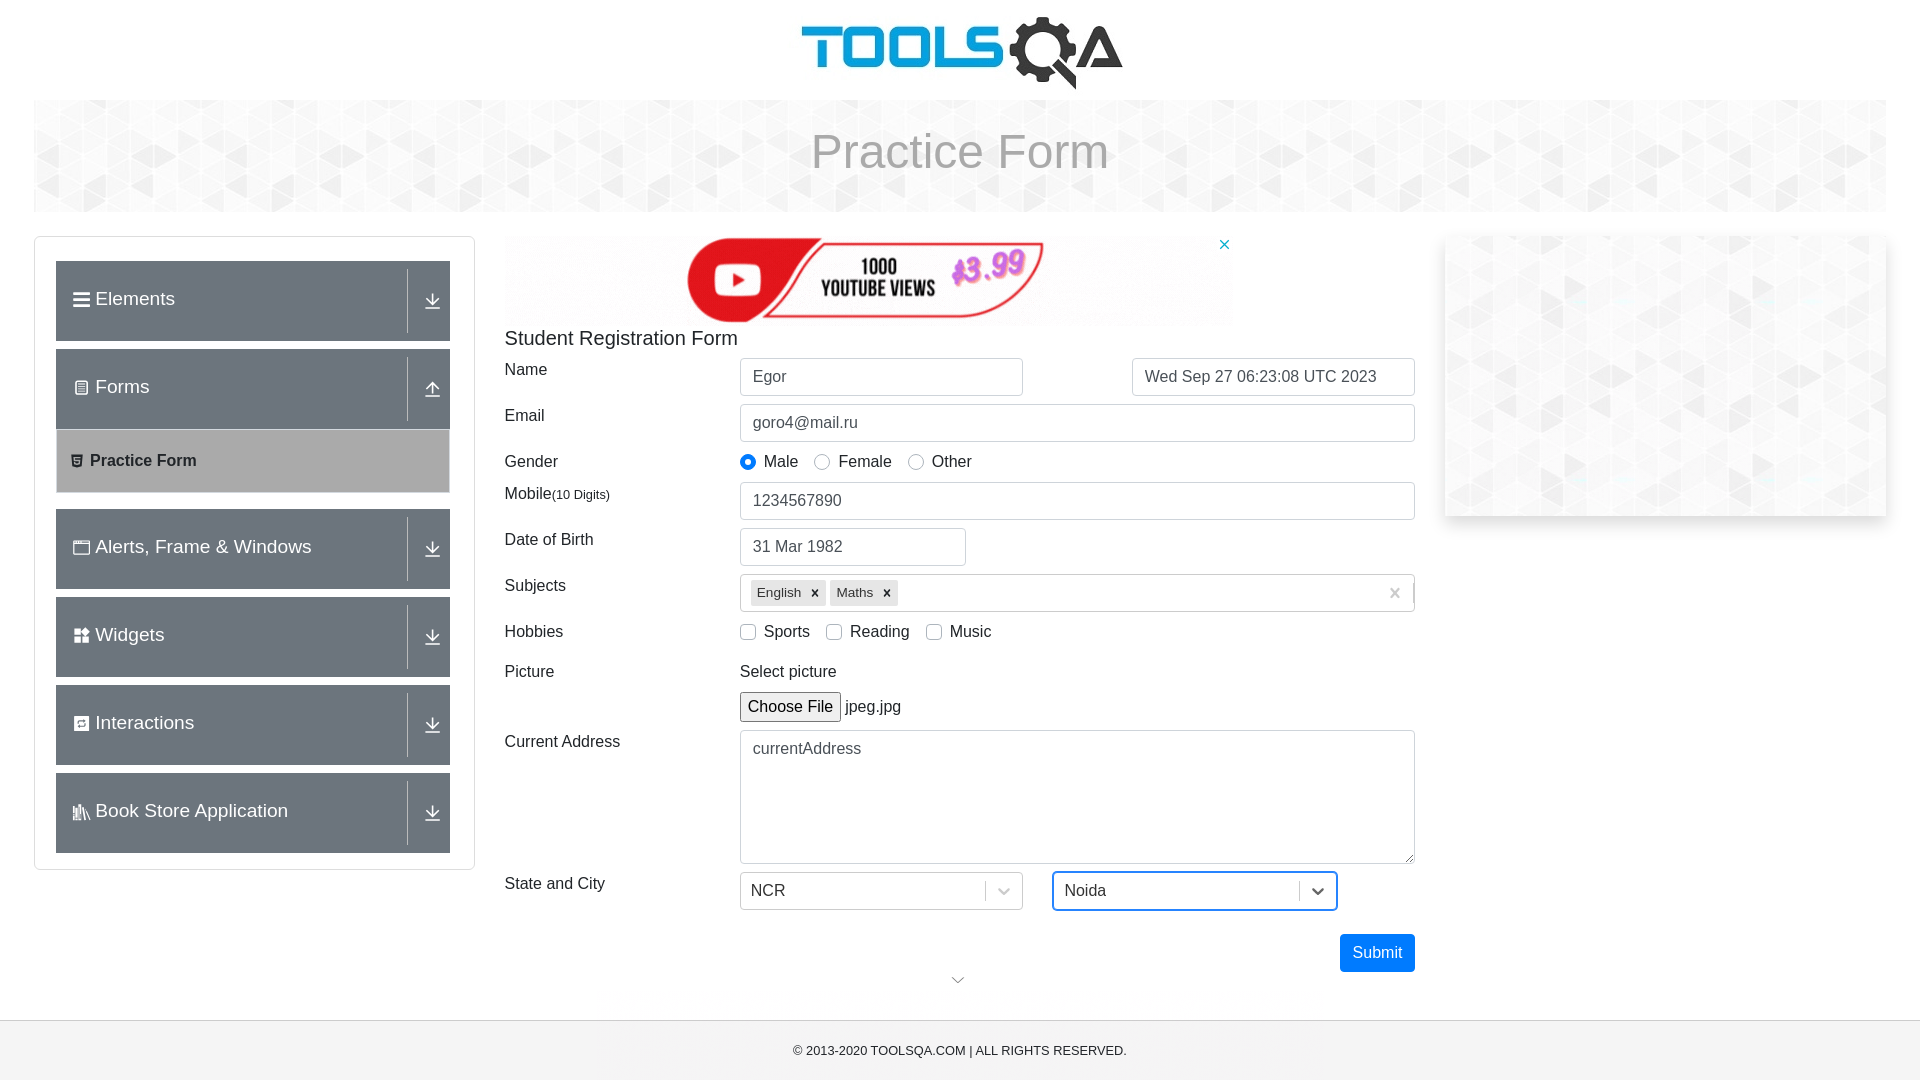 TOOLSQA
Practice Form
Elements
Forms
Practice Form
Alerts, Frame & Windows
Widgets
Interactions
Book Store Application
1000
YOUTUBE VIEWS
$3.99
Student Registration Form
Name
Egor
Wed Sep 27 06:23:08 UTC 2023
Email
goro4@mail.ru
Gender
Male
Female
Other
Mobile(10 Digits)
1234567890
Date of Birth
31 Mar 1982
Subjects
English
Maths
Hobbies
Sports
Reading
Music
Picture
Select picture
Choose File jpeg.jpg
Current Address
currentAddress
State and City
NCR
Noida
Submit
© 2013-2020 TOOLSQA.COM | ALL RIGHTS RESERVED.